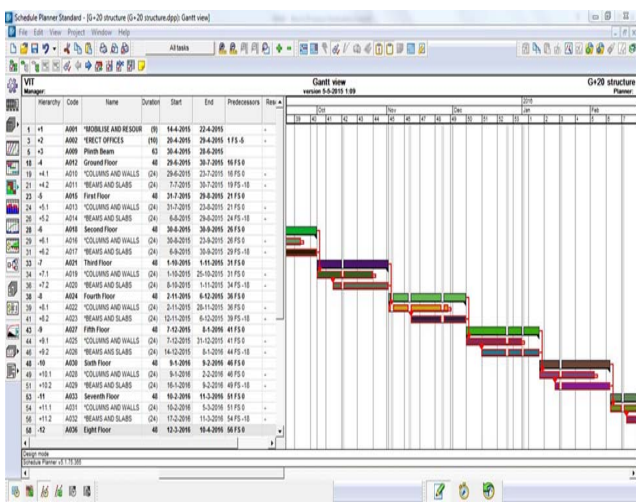 Schedule Planner Standard - [G+20 structure (G+20 structure.dpp): Gantt view]
File Edit View Project Window Help
All tasks
VIT Gantt view G+20 structure
Manager: version 5-5-2015 1:09 Planner:
Hierarchy Code Name Duration Start End Predecessors
2016
Oct Nov Dec Jan Feb
39 40 41 42 43 44 45 46 47 48 49 50 51 52 53 1 2 3 4 5 6 7
1 +1 A001 *MOBILISE AND RESOUR (9) 14-4-2015 22-4-2015
2 +2 A002 *ERECT OFFICES (10) 20-4-2015 29-4-2015 1 FS -5
5 +3 A009 Plinth Beam 63 30-4-2015 28-6-2015
18 -4 A012 Ground Floor 48 29-6-2015 30-7-2015 16 FS 0
19 +4.1 A010 *COLUMNS AND WALLS (24) 29-6-2015 23-7-2015 16 FS 0
21 +4.2 A011 *BEAMS AND SLABS (24) 7-7-2015 30-7-2015 19 FS -18
23 -5 A015 First Floor 48 31-7-2015 29-8-2015 21 FS 0
24 +5.1 A013 *COLUMNS AND WALLS (24) 31-7-2015 23-8-2015 21 FS 0
26 +5.2 A014 *BEAMS AND SLABS (24) 6-8-2015 29-8-2015 24 FS -18
28 -6 A018 Second Floor 48 30-8-2015 30-9-2015 26 FS 0
29 +6.1 A016 *COLUMNS AND WALLS (24) 30-8-2015 23-9-2015 26 FS 0
31 +6.2 A017 *BEAMS AND SLABS (24) 6-9-2015 30-9-2015 29 FS -18
33 -7 A021 Third Floor 48 1-10-2015 1-11-2015 31 FS 0
34 +7.1 A019 *COLUMNS AND WALLS (24) 1-10-2015 25-10-2015 31 FS 0
36 +7.2 A020 *BEAMS AND SLABS (24) 8-10-2015 1-11-2015 34 FS -18
38 -8 A024 Fourth Floor 48 2-11-2015 6-12-2015 36 FS 0
39 +8.1 A022 *COLUMNS AND WALLS (24) 2-11-2015 28-11-2015 36 FS 0
41 +8.2 A023 *BEAMS AND SLABS (24) 12-11-2015 6-12-2015 39 FS -18
43 -9 A027 Fifth Floor 48 7-12-2015 8-1-2016 41 FS 0
44 +9.1 A025 *COLUMNS AND WALLS (24) 7-12-2015 31-12-2015 41 FS 0
46 +9.2 A026 *BEAMS ANS SLABS (24) 14-12-2015 8-1-2016 44 FS -18
48 -10 A030 Sixth Floor 48 9-1-2016 9-2-2016 46 FS 0
49 +10.1 A028 *COLUMNS AND WALLS (24) 9-1-2016 2-2-2016 46 FS 0
51 +10.2 A029 *BEAMS AND SLABS (24) 16-1-2016 9-2-2016 49 FS -18
53 -11 A033 Seventh Floor 48 10-2-2016 11-3-2016 51 FS 0
54 +11.1 A031 *COLUMNS AND WALLS (24) 10-2-2016 5-3-2016 51 FS 0
56 +11.2 A032 *BEAMS AND SLABS (24) 17-2-2016 11-3-2016 54 FS -18
58 -12 A036 Eight Floor 48 12-3-2016 10-4-2016 56 FS 0
Design mode